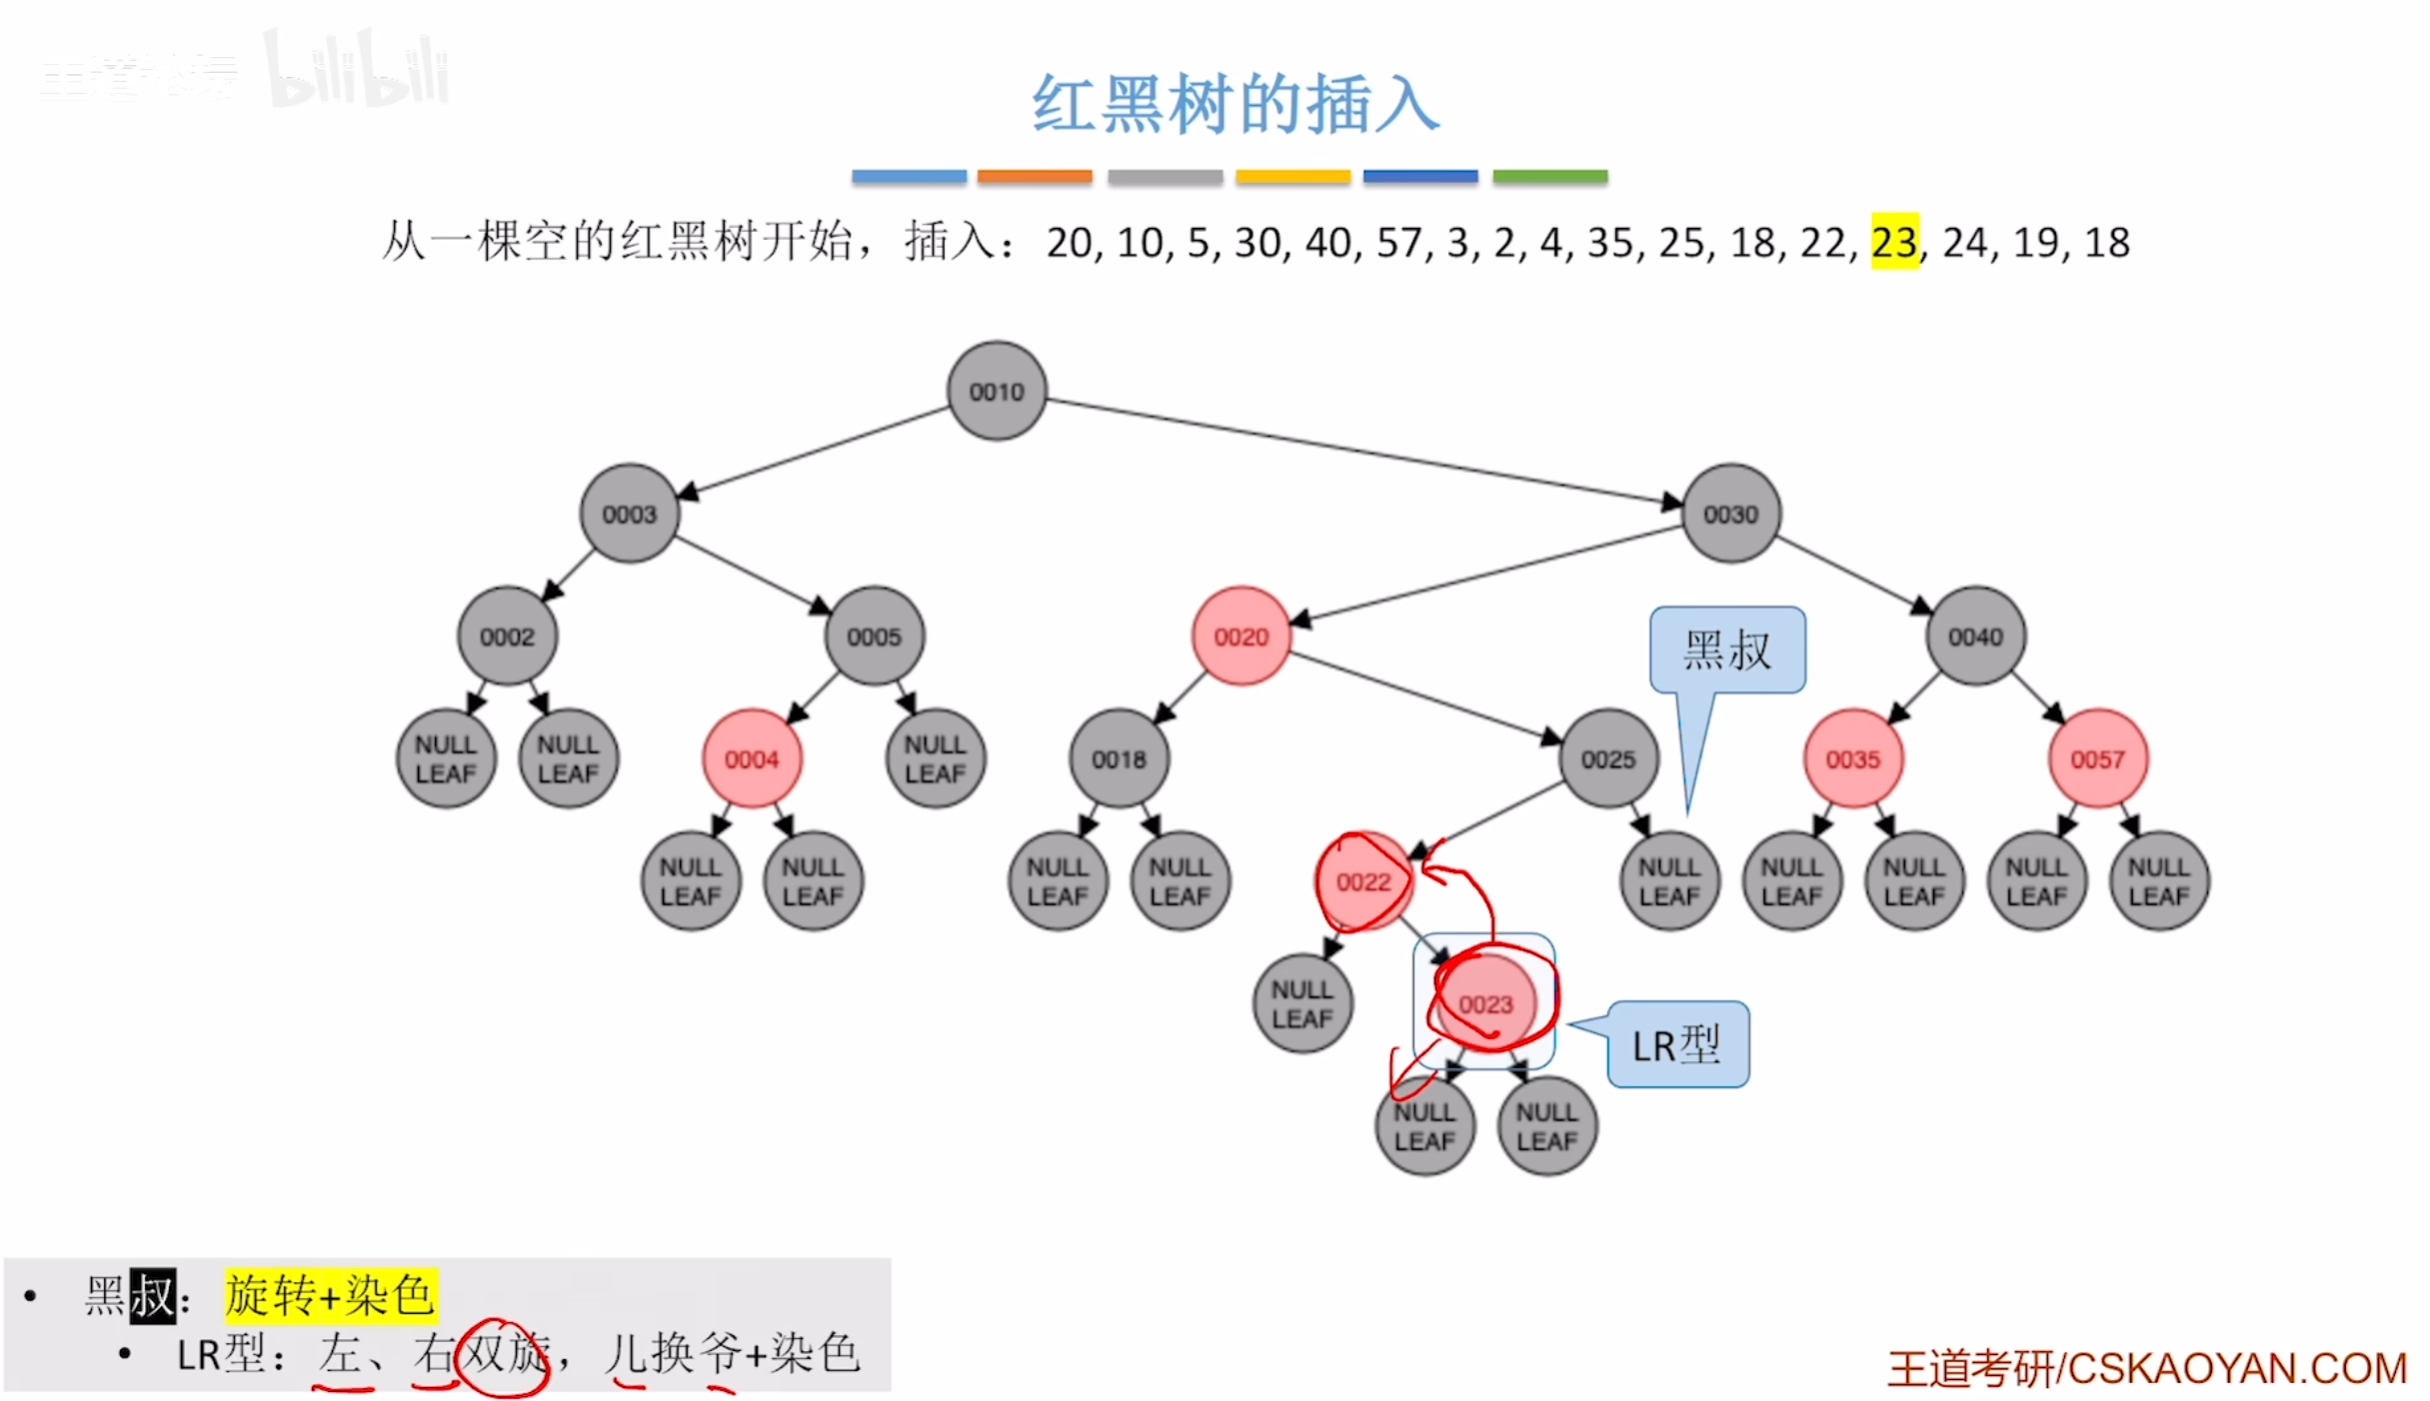 王道论坛 bilibili
红黑树的插入
从一棵空的红黑树开始，插入：20, 10, 5, 30, 40, 57, 3, 2, 4, 35, 25, 18, 22, 23, 24, 19, 18
0010
0003
0030
0002
0005
0020
黑叔
0040
NULL LEAF
NULL LEAF
0004
NULL LEAF
0018
0025
0035
0057
NULL LEAF
NULL LEAF
NULL LEAF
NULL LEAF
0022
NULL LEAF
NULL LEAF
NULL LEAF
NULL LEAF
NULL LEAF
NULL LEAF
0023
LR型
NULL LEAF
NULL LEAF
• 黑叔：旋转+染色
• LR型：左、右双旋，儿换爷+染色
王道考研/CSKAOYAN.COM